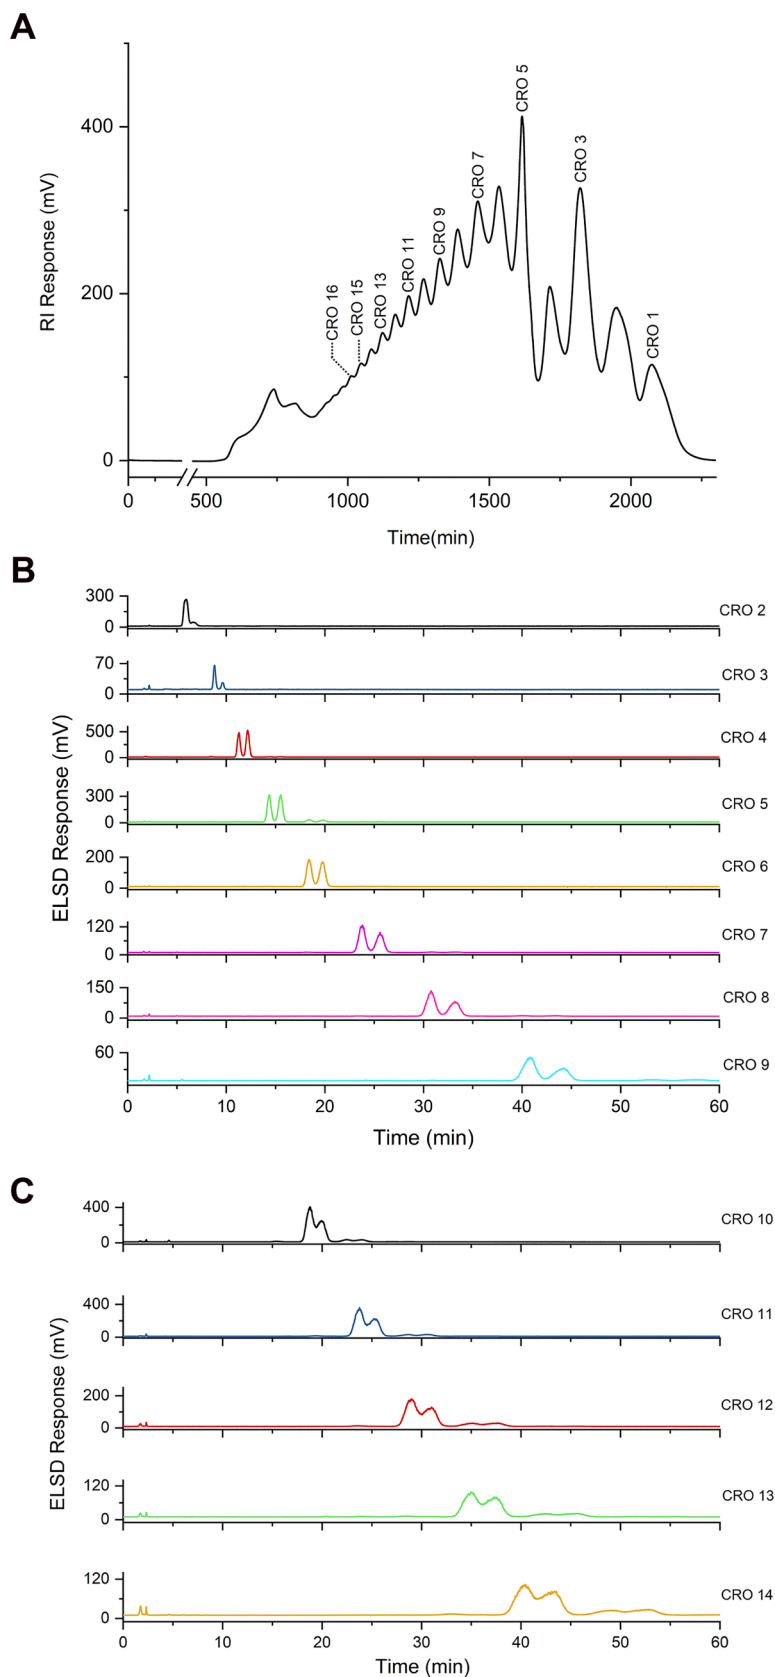 A
RI Response (mV)
400
200
0
CRO 16
CRO 15
CRO 13
CRO 11
CRO 9
CRO 7
CRO 5
CRO 3
CRO 1
0 500 1000 1500 2000
Time(min)
B
ELSD Response (mV)
300
0
CRO 2
70
0
CRO 3
500
0
CRO 4
300
0
CRO 5
200
0
CRO 6
120
0
CRO 7
150
0
CRO 8
60
CRO 9
0 10 20 30 40 50 60
Time (min)
C
ELSD Response (mV)
400
0
CRO 10
400
0
CRO 11
200
0
CRO 12
120
0
CRO 13
120
0
CRO 14
0 10 20 30 40 50 60
Time (min)